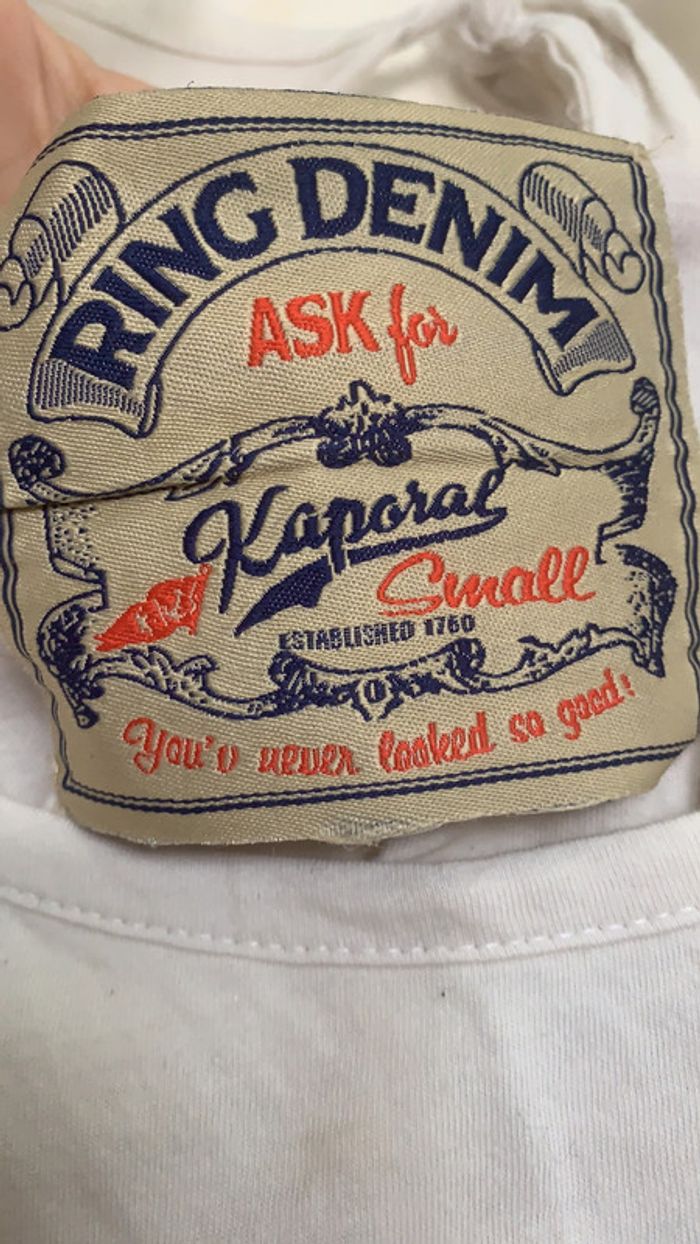 RING DENIM
ASK for
Kaporal
Small
ESTABLISHED 1760
You'v never looked so good!